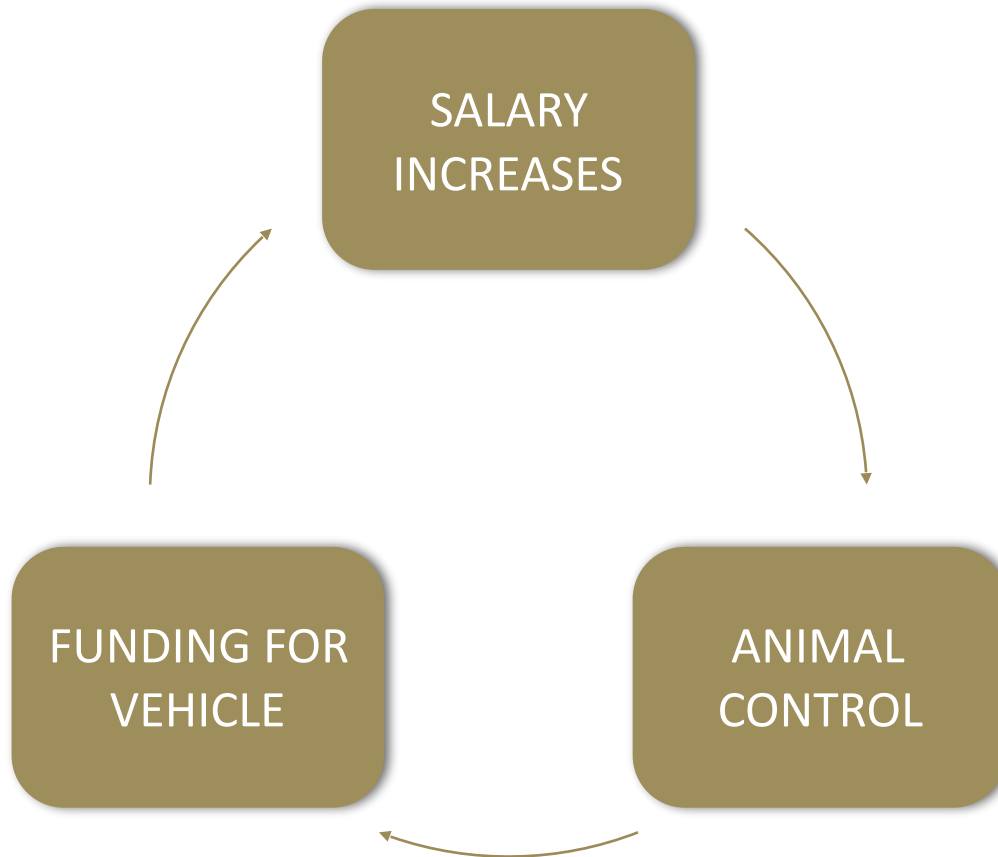 SALARY
INCREASES
FUNDING FOR
VEHICLE
ANIMAL
CONTROL